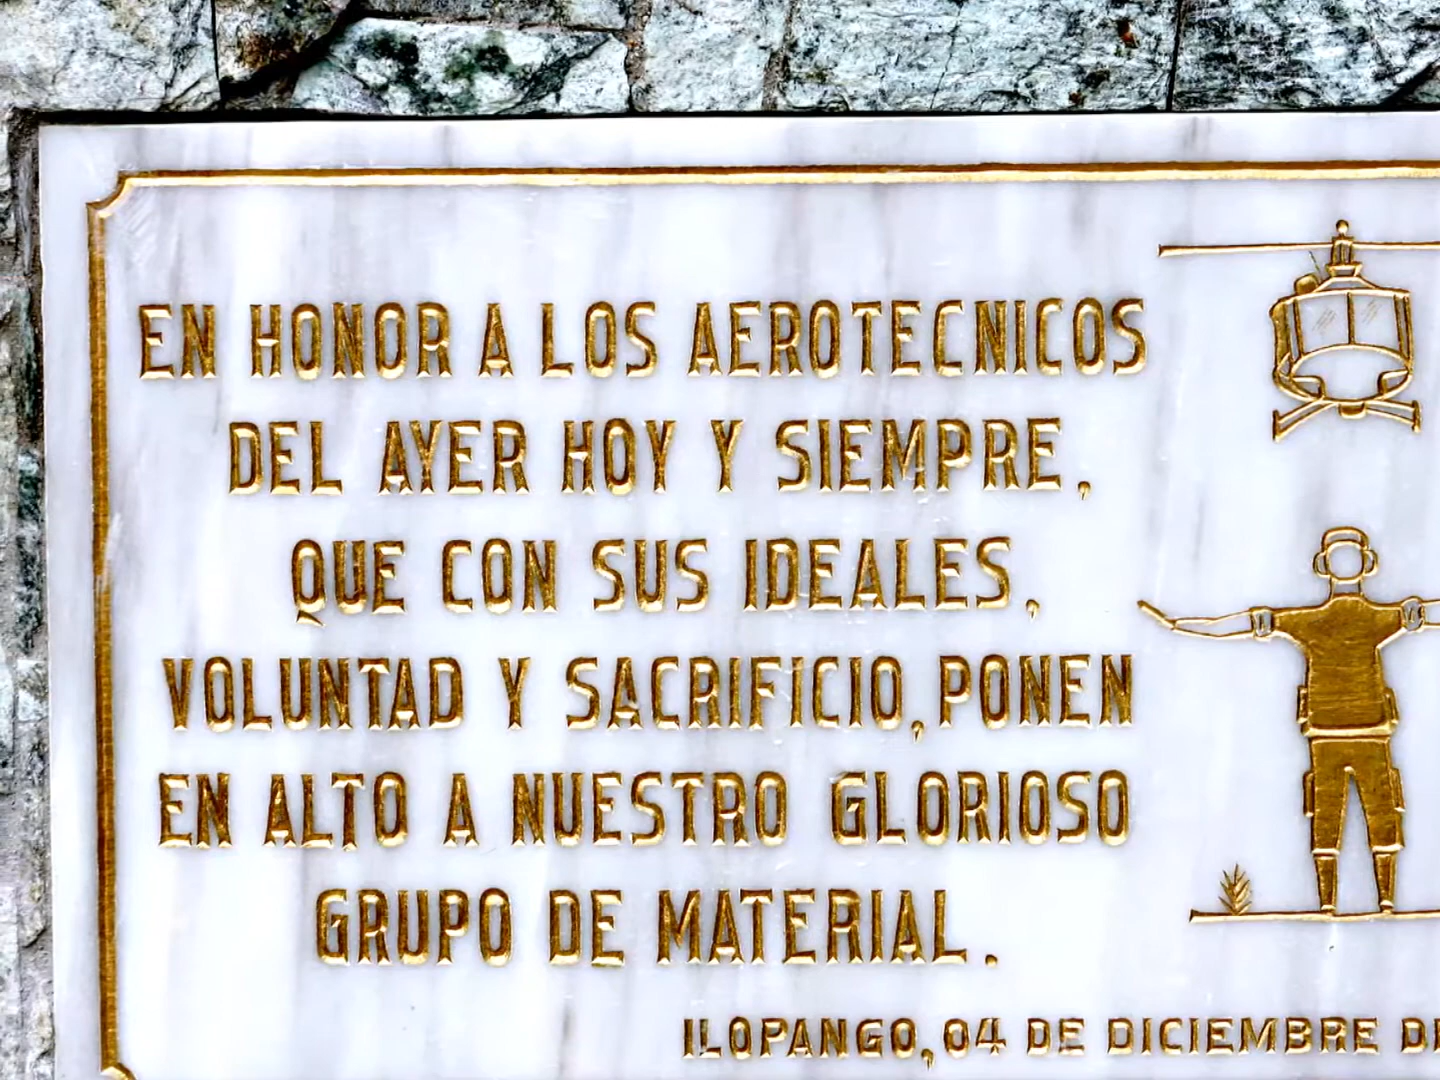 EN HONOR A LOS AEROTECNICOS
DEL AYER HOY Y SIEMPRE,
QUE CON SUS IDEALES,
VOLUNTAD Y SACRIFICIO, PONEN
EN ALTO A NUESTRO GLORIOSO
GRUPO DE MATERIAL.
ILOPANGO, 04 DE DICIEMBRE